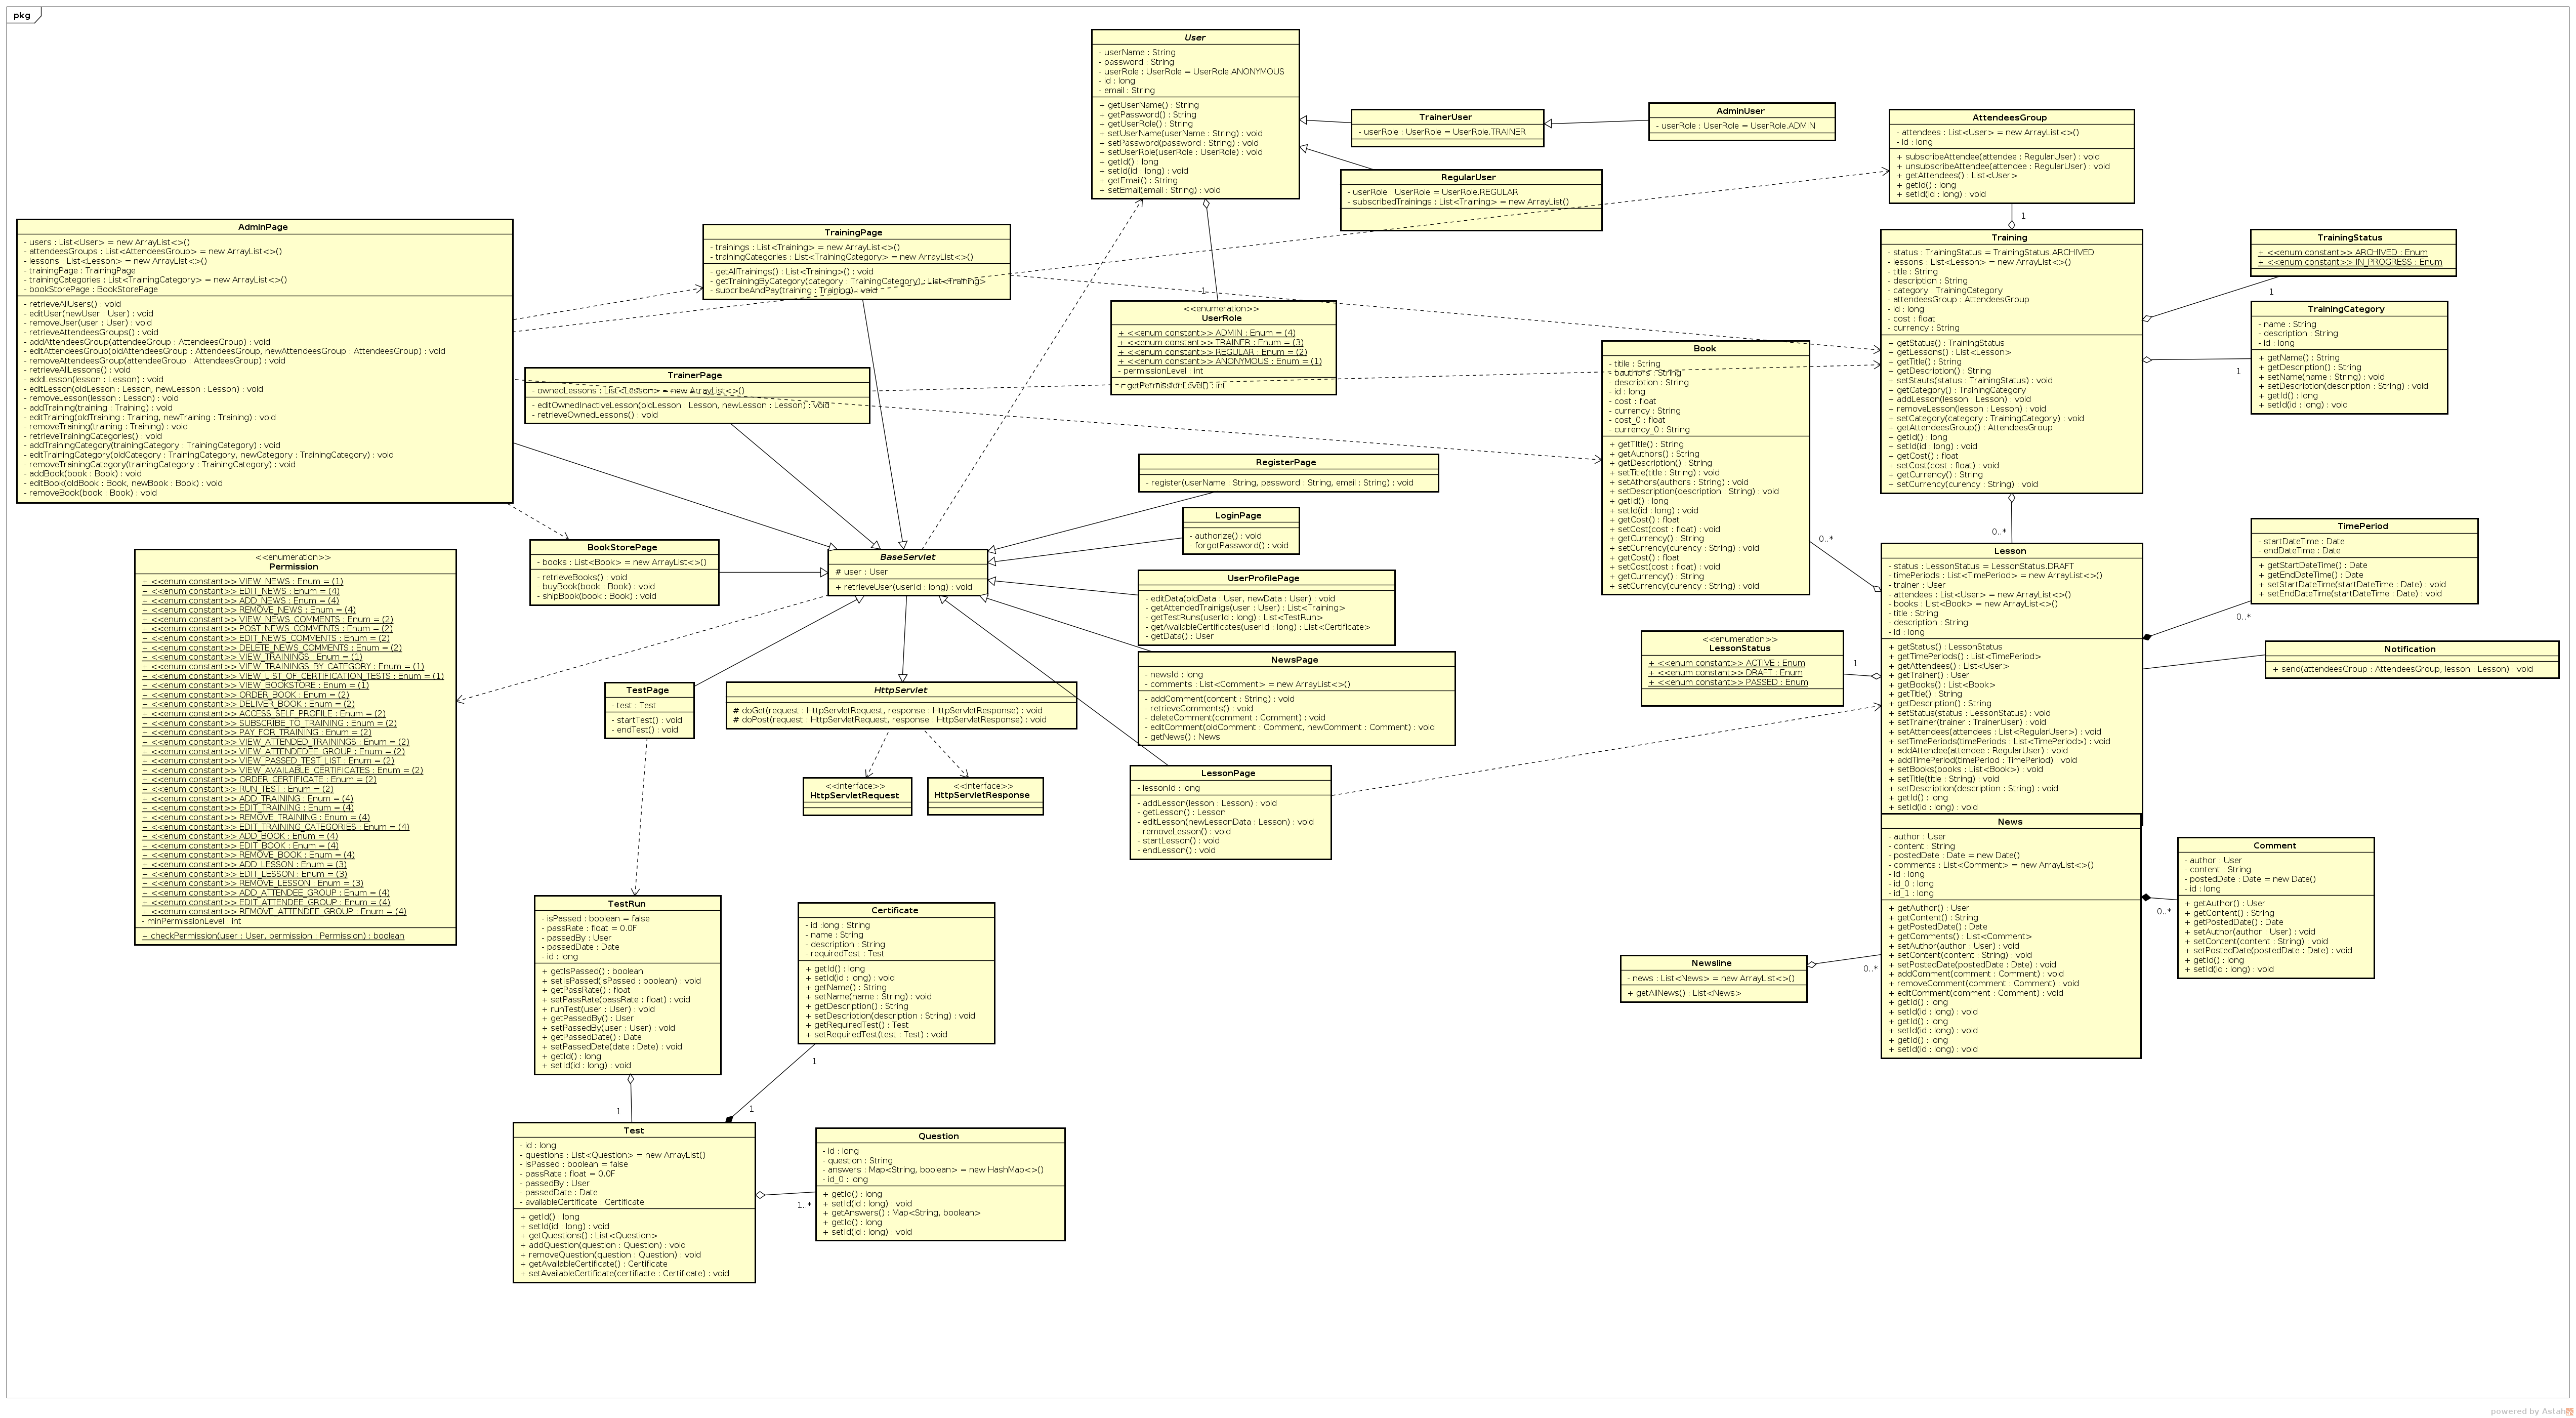 pkg
User
- userName : String
- password : String
- userRole : UserRole = UserRole.ANONYMOUS
- id : long
- email : String
+ getUserName() : String
+ getPassword() : String
+ getUserRole() : String
+ setUserName(userName : String) : void
+ setPassword(password : String) : void
+ setUserRole(userRole : UserRole) : void
+ getId() : long
+ setId(id : long) : void
+ getEmail() : String
+ setEmail(email : String) : void
TrainerUser
- userRole : UserRole = UserRole.TRAINER
AdminUser
- userRole : UserRole = UserRole.ADMIN
RegularUser
- userRole : UserRole = UserRole.REGULAR
- subscribedTrainings : List<Training> = new ArrayList()
AttendeesGroup
- attendees : List<User> = new ArrayList<>()
- id : long
+ subscribeAttendee(attendee : RegularUser) : void
+ unsubscribeAttendee(attendee : RegularUser) : void
+ getAttendees() : List<User>
+ getId() : long
+ setId(id : long) : void
1
AdminPage
- users : List<User> = new ArrayList<>()
- attendeesGroups : List<AttendeesGroup> = new ArrayList<>()
- lessons : List<Lesson> = new ArrayList<>()
- trainingPage : TrainingPage
- trainingCategories : List<TrainingCategory> = new ArrayList<>()
- bookStorePage : BookStorePage
- retrieveAllUsers() : void
- editUser(newUser : User) : void
- removeUser(user : User) : void
- retrieveAttendeesGroups() : void
- addAttendeesGroup(attendeeGroup : AttendeesGroup) : void
- editAttendeesGroup(oldAttendeesGroup : AttendeesGroup, newAttendeesGroup : AttendeesGroup) : void
- removeAttendeesGroup(attendeeGroup : AttendeesGroup) : void
- retrieveAllLessons() : void
- addLesson(lesson : Lesson) : void
- editLesson(oldLesson : Lesson, newLesson : Lesson) : void
- removeLesson(lesson : Lesson) : void
- addTraining(training : Training) : void
- editTraining(oldTraining : Training, newTraining : Training) : void
- removeTraining(training : Training) : void
- retrieveTrainingCategories() : void
- addTrainingCategory(trainingCategory : TrainingCategory) : void
- editTrainingCategory(oldCategory : TrainingCategory, newCategory : TrainingCategory) : void
- removeTrainingCategory(trainingCategory : TrainingCategory) : void
- addBook(book : Book) : void
- editBook(oldBook : Book, newBook : Book) : void
- removeBook(book : Book) : void
TrainingPage
- trainings : List<Training> = new ArrayList<>()
- trainingCategories : List<TrainingCategory> = new ArrayList<>()
- getAllTrainings() : List<Training>() : void
- getTrainingByCategory(category : TrainingCategory) : List<Training>
- subcribeAndPay(training : Training) : void
1
<<enumeration>>
UserRole
+ <<enum constant>> ADMIN : Enum = (4)
+ <<enum constant>> TRAINER : Enum = (3)
+ <<enum constant>> REGULAR : Enum = (2)
+ <<enum constant>> ANONYMOUS : Enum = (1)
- permissionLevel : int
+ getPermissionLevel() : int
TrainerPage
- ownedLessons : List<Lesson> = new ArrayList<>()
- editOwnedInactiveLesson(oldLesson : Lesson, newLesson : Lesson) : void
- retrieveOwnedLessons() : void
Book
- titile : String
- bauthors : String
- description : String
- id : long
- cost : float
- currency : String
- cost_0 : float
- currency_0 : String
+ getTitle() : String
+ getAuthors() : String
+ getDescription() : String
+ setTitle(title : String) : void
+ setAthors(authors : String) : void
+ setDescription(description : String) : void
+ getId() : long
+ setId(id : long) : void
+ getCost() : float
+ setCost(cost : float) : void
+ getCurrency() : String
+ setCurrency(curency : String) : void
+ getCost() : float
+ setCost(cost : float) : void
+ getCurrency() : String
+ setCurrency(curency : String) : void
0..*
Training
- status : TrainingStatus = TrainingStatus.ARCHIVED
- lessons : List<Lesson> = new ArrayList<>()
- title : String
- description : String
- category : TrainingCategory
- attendeesGroup : AttendeesGroup
- id : long
- cost : float
- currency : String
+ getStatus() : TrainingStatus
+ getLessons() : List<Lesson>
+ getTitle() : String
+ getDescription() : String
+ setStauts(status : TrainingStatus) : void
+ getCategory() : TrainingCategory
+ addLesson(lesson : Lesson) : void
+ removeLesson(lesson : Lesson) : void
+ setCategory(category : TrainingCategory) : void
+ getAttendeesGroup() : AttendeesGroup
+ getId() : long
+ setId(id : long) : void
+ getCost() : float
+ setCost(cost : float) : void
+ getCurrency() : String
+ setCurrency(curency : String) : void
0..*
TrainingStatus
+ <<enum constant>> ARCHIVED : Enum
+ <<enum constant>> IN_PROGRESS : Enum
1
TrainingCategory
- name : String
- description : String
- id : long
+ getName() : String
+ getDescription() : String
+ setName(name : String) : void
+ setDescription(description : String) : void
+ getId() : long
+ setId(id : long) : void
1
RegisterPage
- register(userName : String, password : String, email : String) : void
LoginPage
- authorize() : void
- forgotPassword() : void
BookStorePage
- books : List<Book> = new ArrayList<>()
- retrieveBooks() : void
- buyBook(book : Book) : void
- shipBook(book : Book) : void
BaseServlet
# user : User
+ retrieveUser(userId : long) : void
<<enumeration>>
Permission
+ <<enum constant>> VIEW_NEWS : Enum = (1)
+ <<enum constant>> EDIT_NEWS : Enum = (4)
+ <<enum constant>> ADD_NEWS : Enum = (4)
+ <<enum constant>> REMOVE_NEWS : Enum = (4)
+ <<enum constant>> VIEW_NEWS_COMMENTS : Enum = (2)
+ <<enum constant>> POST_NEWS_COMMENTS : Enum = (2)
+ <<enum constant>> EDIT_NEWS_COMMENTS : Enum = (2)
+ <<enum constant>> DELETE_NEWS_COMMENTS : Enum = (2)
+ <<enum constant>> VIEW_TRAININGS : Enum = (1)
+ <<enum constant>> VIEW_TRAININGS_BY_CATEGORY : Enum = (1)
+ <<enum constant>> VIEW_LIST_OF_CERTIFICATION_TESTS : Enum = (1)
+ <<enum constant>> VIEW_BOOKSTORE : Enum = (1)
+ <<enum constant>> ORDER_BOOK : Enum = (2)
+ <<enum constant>> DELIVER_BOOK : Enum = (2)
+ <<enum constant>> ACCESS_SELF_PROFILE : Enum = (2)
+ <<enum constant>> SUBSCRIBE_TO_TRAINING : Enum = (2)
+ <<enum constant>> PAY_FOR_TRAINING : Enum = (2)
+ <<enum constant>> VIEW_ATTENDED_TRAININGS : Enum = (2)
+ <<enum constant>> VIEW_ATTENDEDEE_GROUP : Enum = (2)
+ <<enum constant>> VIEW_PASSED_TEST_LIST : Enum = (2)
+ <<enum constant>> VIEW_AVAILABLE_CERTIFICATES : Enum = (2)
+ <<enum constant>> ORDER_CERTIFICATE : Enum = (2)
+ <<enum constant>> RUN_TEST : Enum = (2)
+ <<enum constant>> ADD_TRAINING : Enum = (4)
+ <<enum constant>> EDIT_TRAINING : Enum = (4)
+ <<enum constant>> REMOVE_TRAINING : Enum = (4)
+ <<enum constant>> EDIT_TRAINING_CATEGORIES : Enum = (4)
+ <<enum constant>> ADD_BOOK : Enum = (4)
+ <<enum constant>> EDIT_BOOK : Enum = (4)
+ <<enum constant>> REMOVE_BOOK : Enum = (4)
+ <<enum constant>> ADD_LESSON : Enum = (3)
+ <<enum constant>> EDIT_LESSON : Enum = (3)
+ <<enum constant>> REMOVE_LESSON : Enum = (3)
+ <<enum constant>> ADD_ATTENDEE_GROUP : Enum = (4)
+ <<enum constant>> EDIT_ATTENDEE_GROUP : Enum = (4)
+ <<enum constant>> REMOVE_ATTENDEE_GROUP : Enum = (4)
- minPermissionLevel : int
+ checkPermission(user : User, permission : Permission) : boolean
UserProfilePage
- editData(oldData : User, newData : User) : void
- getAttendedTrainigs(user : User) : List<Training>
- getTestRuns(userId : long) : List<TestRun>
- getAvailableCertificates(userId : long) : List<Certificate>
- getData() : User
NewsPage
- newsId : long
- comments : List<Comment> = new ArrayList<>()
- addComment(content : String) : void
- retrieveComments() : void
- deleteComment(comment : Comment) : void
- editComment(oldComment : Comment, newComment : Comment) : void
- getNews() : News
TestPage
- test : Test
- startTest() : void
- endTest() : void
HttpServlet
# doGet(request : HttpServletRequest, response : HttpServletResponse) : void
# doPost(request : HttpServletRequest, response : HttpServletResponse) : void
<<interface>>
HttpServletRequest
<<interface>>
HttpServletResponse
LessonPage
- lessonId : long
- addLesson(lesson : Lesson) : void
- getLesson() : Lesson
- editLesson(newLessonData : Lesson) : void
- removeLesson() : void
- startLesson() : void
- endLesson() : void
<<enumeration>>
LessonStatus
+ <<enum constant>> ACTIVE : Enum
+ <<enum constant>> DRAFT : Enum
+ <<enum constant>> PASSED : Enum
1
Lesson
- status : LessonStatus = LessonStatus.DRAFT
- timePeriods : List<TimePeriod> = new ArrayList<>()
- trainer : User
- attendees : List<User> = new ArrayList<>()
- books : List<Book> = new ArrayList<>()
- title : String
- description : String
- id : long
+ getStatus() : LessonStatus
+ getTimePeriods() : List<TimePeriod>
+ getAttendees() : List<User>
+ getTrainer() : User
+ getBooks() : List<Book>
+ getTitle() : String
+ getDescription() : String
+ setStatus(status : LessonStatus) : void
+ setTrainer(trainer : TrainerUser) : void
+ setAttendees(attendees : List<RegularUser>) : void
+ setTimePeriods(timePeriods : List<TimePeriod>) : void
+ addAttendee(attendee : RegularUser) : void
+ addTimePeriod(timePeriod : TimePeriod) : void
+ setBooks(books : List<Book>) : void
+ setTitle(title : String) : void
+ setDescription(description : String) : void
+ getId() : long
+ setId(id : long) : void
TimePeriod
- startDateTime : Date
- endDateTime : Date
+ getStartDateTime() : Date
+ getEndDateTime() : Date
+ setStartDateTime(startDateTime : Date) : void
+ setEndDateTime(startDateTime : Date) : void
0..*
Notification
+ send(attendeesGroup : AttendeesGroup, lesson : Lesson) : void
News
- author : User
- content : String
- postedDate : Date = new Date()
- comments : List<Comment> = new ArrayList<>()
- id : long
- id_0 : long
- id_1 : long
+ getAuthor() : User
+ getContent() : String
+ getPostedDate() : Date
+ getComments() : List<Comment>
+ setAuthor(author : User) : void
+ setContent(content : String) : void
+ setPostedDate(postedDate : Date) : void
+ addComment(comment : Comment) : void
+ removeComment(comment : Comment) : void
+ editComment(comment : Comment) : void
+ getId() : long
+ setId(id : long) : void
+ getId() : long
+ setId(id : long) : void
+ getId() : long
+ setId(id : long) : void
Comment
- author : User
- content : String
- postedDate : Date = new Date()
- id : long
+ getAuthor() : User
+ getContent() : String
+ getPostedDate() : Date
+ setAuthor(author : User) : void
+ setContent(content : String) : void
+ setPostedDate(postedDate : Date) : void
+ getId() : long
+ setId(id : long) : void
0..*
Newsline
- news : List<News> = new ArrayList<>()
+ getAllNews() : List<News>
0..*
TestRun
- isPassed : boolean = false
- passRate : float = 0.0F
- passedBy : User
- passedDate : Date
- id : long
+ getIsPassed() : boolean
+ setIsPassed(isPassed : boolean) : void
+ getPassRate() : float
+ setPassRate(passRate : float) : void
+ runTest(user : User) : void
+ getPassedBy() : User
+ setPassedBy(user : User) : void
+ getPassedDate() : Date
+ setPassedDate(date : Date) : void
+ getId() : long
+ setId(id : long) : void
1
Certificate
- id :long : String
- name : String
- description : String
- requiredTest : Test
+ getId() : long
+ setId(id : long) : void
+ getName() : String
+ setName(name : String) : void
+ getDescription() : String
+ setDescription(description : String) : void
+ getRequiredTest() : Test
+ setRequiredTest(test : Test) : void
1
1
Test
- id : long
- questions : List<Question> = new ArrayList()
- isPassed : boolean = false
- passRate : float = 0.0F
- passedBy : User
- passedDate : Date
- availableCertificate : Certificate
+ getId() : long
+ setId(id : long) : void
+ getQuestions() : List<Question>
+ addQuestion(question : Question) : void
+ removeQuestion(question : Question) : void
+ getAvailableCertificate() : Certificate
+ setAvailableCertificate(certifiacte : Certificate) : void
1..*
Question
- id : long
- question : String
- answers : Map<String, boolean> = new HashMap<>()
- id_0 : long
+ getId() : long
+ setId(id : long) : void
+ getAnswers() : Map<String, boolean>
+ getId() : long
+ setId(id : long) : void
powered by Astah